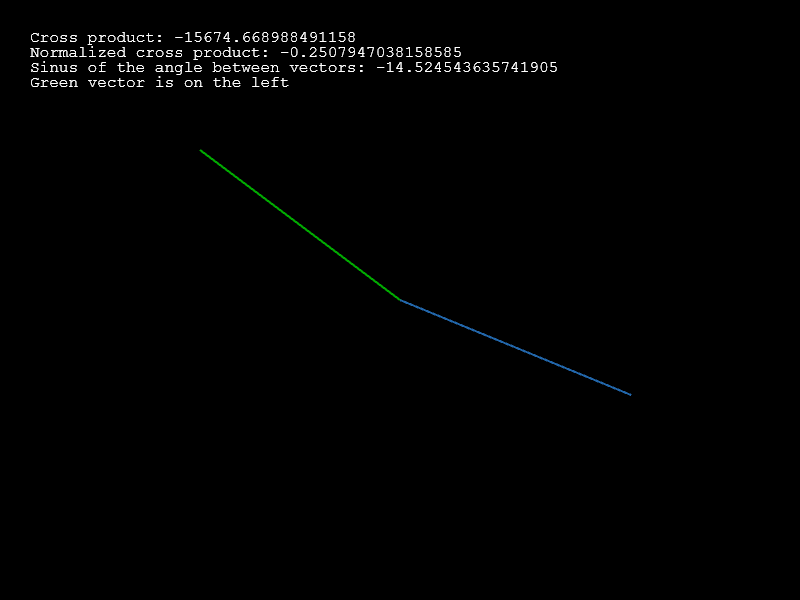 Cross product: -15674.668988491158
Normalized cross product: -0.2507947038158585
Sinus of the angle between vectors: -14.524543635741905
Green vector is on the left